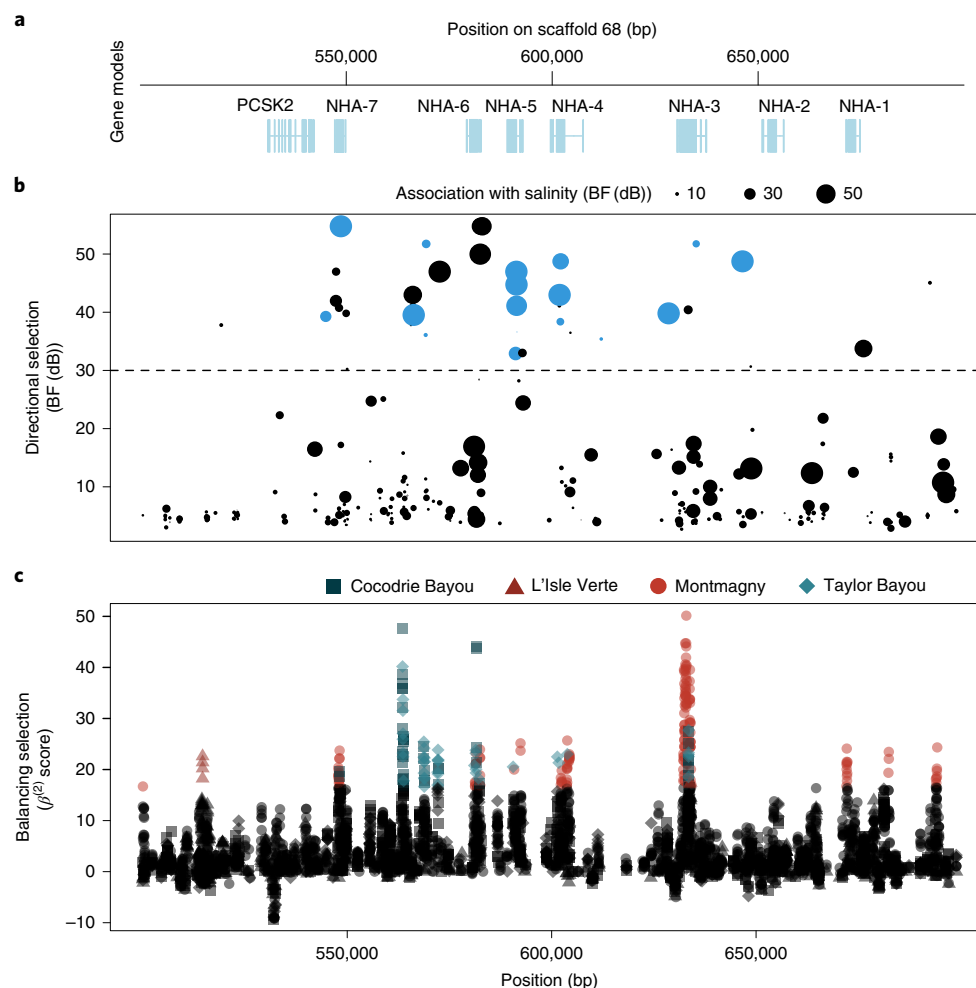 a
Position on scaffold 68 (bp)
550,000 600,000 650,000
Gene models
PCSK2 NHA-7 NHA-6 NHA-5 NHA-4 NHA-3 NHA-2 NHA-1
b
Association with salinity (BF (dB)) 10 30 50
Directional selection
(BF (dB))
50
40
30
20
10
c
Cocodrie Bayou L'Isle Verte Montmagny Taylor Bayou
Balancing selection
(β(2) score)
50
40
30
20
10
0
–10
550,000 600,000 650,000
Position (bp)